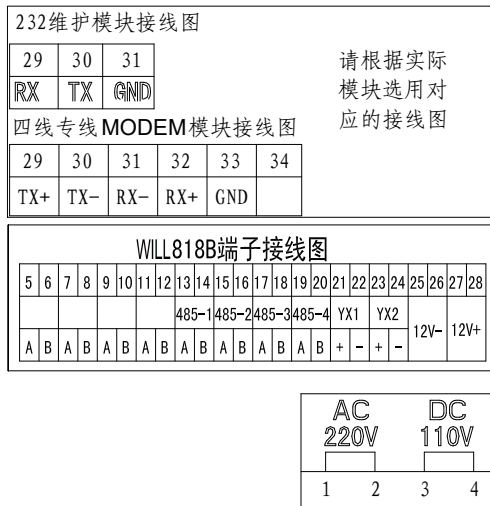 232维护模块接线图
29 30 31
RX TX GND
请根据实际
模块选用对
应的接线图
四线专线MODEM模块接线图
29 30 31 32 33 34
TX+ TX- RX- RX+ GND
WILL818B端子接线图
5 6 7 8 9 10 11 12 13 14 15 16 17 18 19 20 21 22 23 24 25 26 27 28
485-1 485-2 485-3 485-4 YX1 YX2
12V- 12V+
A B A B A B A B A B A B A B A B + - + -
AC DC
220V 110V
1 2 3 4